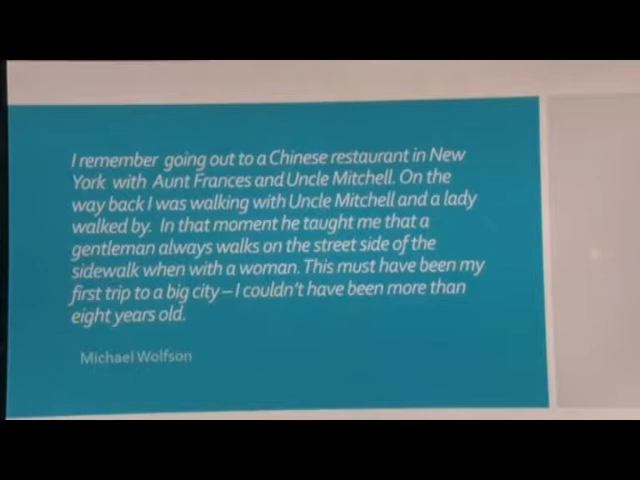 I remember going out to a Chinese restaurant in New
York with Aunt Frances and Uncle Mitchell. On the
way back I was walking with Uncle Mitchell and a lady
walked by. In that moment he taught me that a
gentleman always walks on the street side of the
sidewalk when with a woman. This must have been my
first trip to a big city – I couldn't have been more than
eight years old.
Michael Wolfson